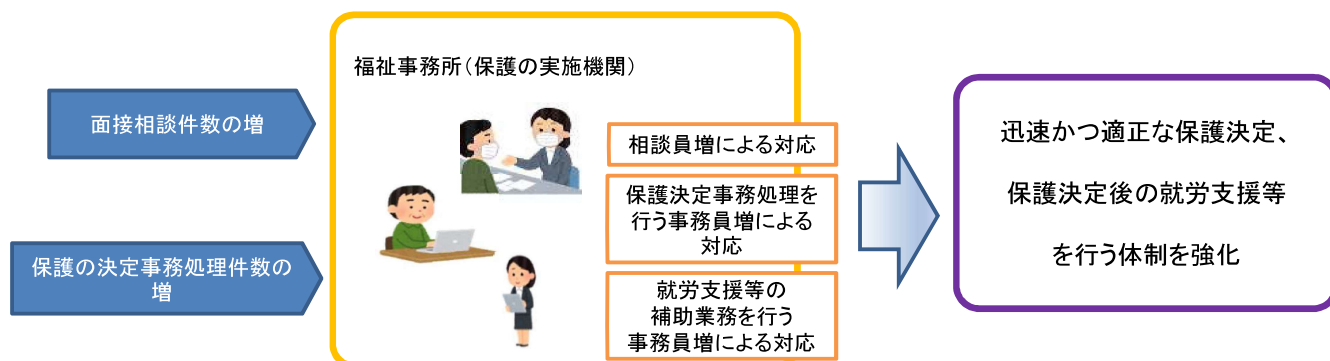 福祉事務所(保護の実施機関)
面接相談件数の増
保護の決定事務処理件数の
増
相談員増による対応
保護決定事務処理を
行う事務員増による
対応
就労支援等の
補助業務を行う
事務員増による対応
迅速かつ適正な保護決定、
保護決定後の就労支援等
を行う体制を強化